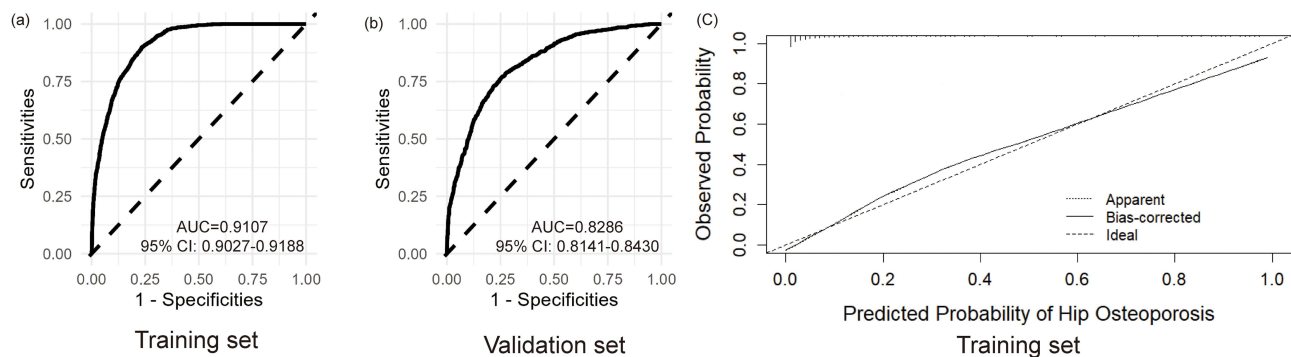 (a)
1.00
0.75
0.50
0.25
0.00
Sensitivities
AUC=0.9107
95% CI: 0.9027-0.9188
0.00 0.25 0.50 0.75 1.00
1 - Specificities
Training set
(b)
1.00
0.75
0.50
0.25
0.00
Sensitivities
AUC=0.8286
95% CI: 0.8141-0.8430
0.00 0.25 0.50 0.75 1.00
1 - Specificities
Validation set
(C)
1.0
0.8
0.6
0.4
0.2
0.0
Observed Probability
Apparent
Bias-corrected
Ideal
0.0 0.2 0.4 0.6 0.8 1.0
Predicted Probability of Hip Osteoporosis
Training set